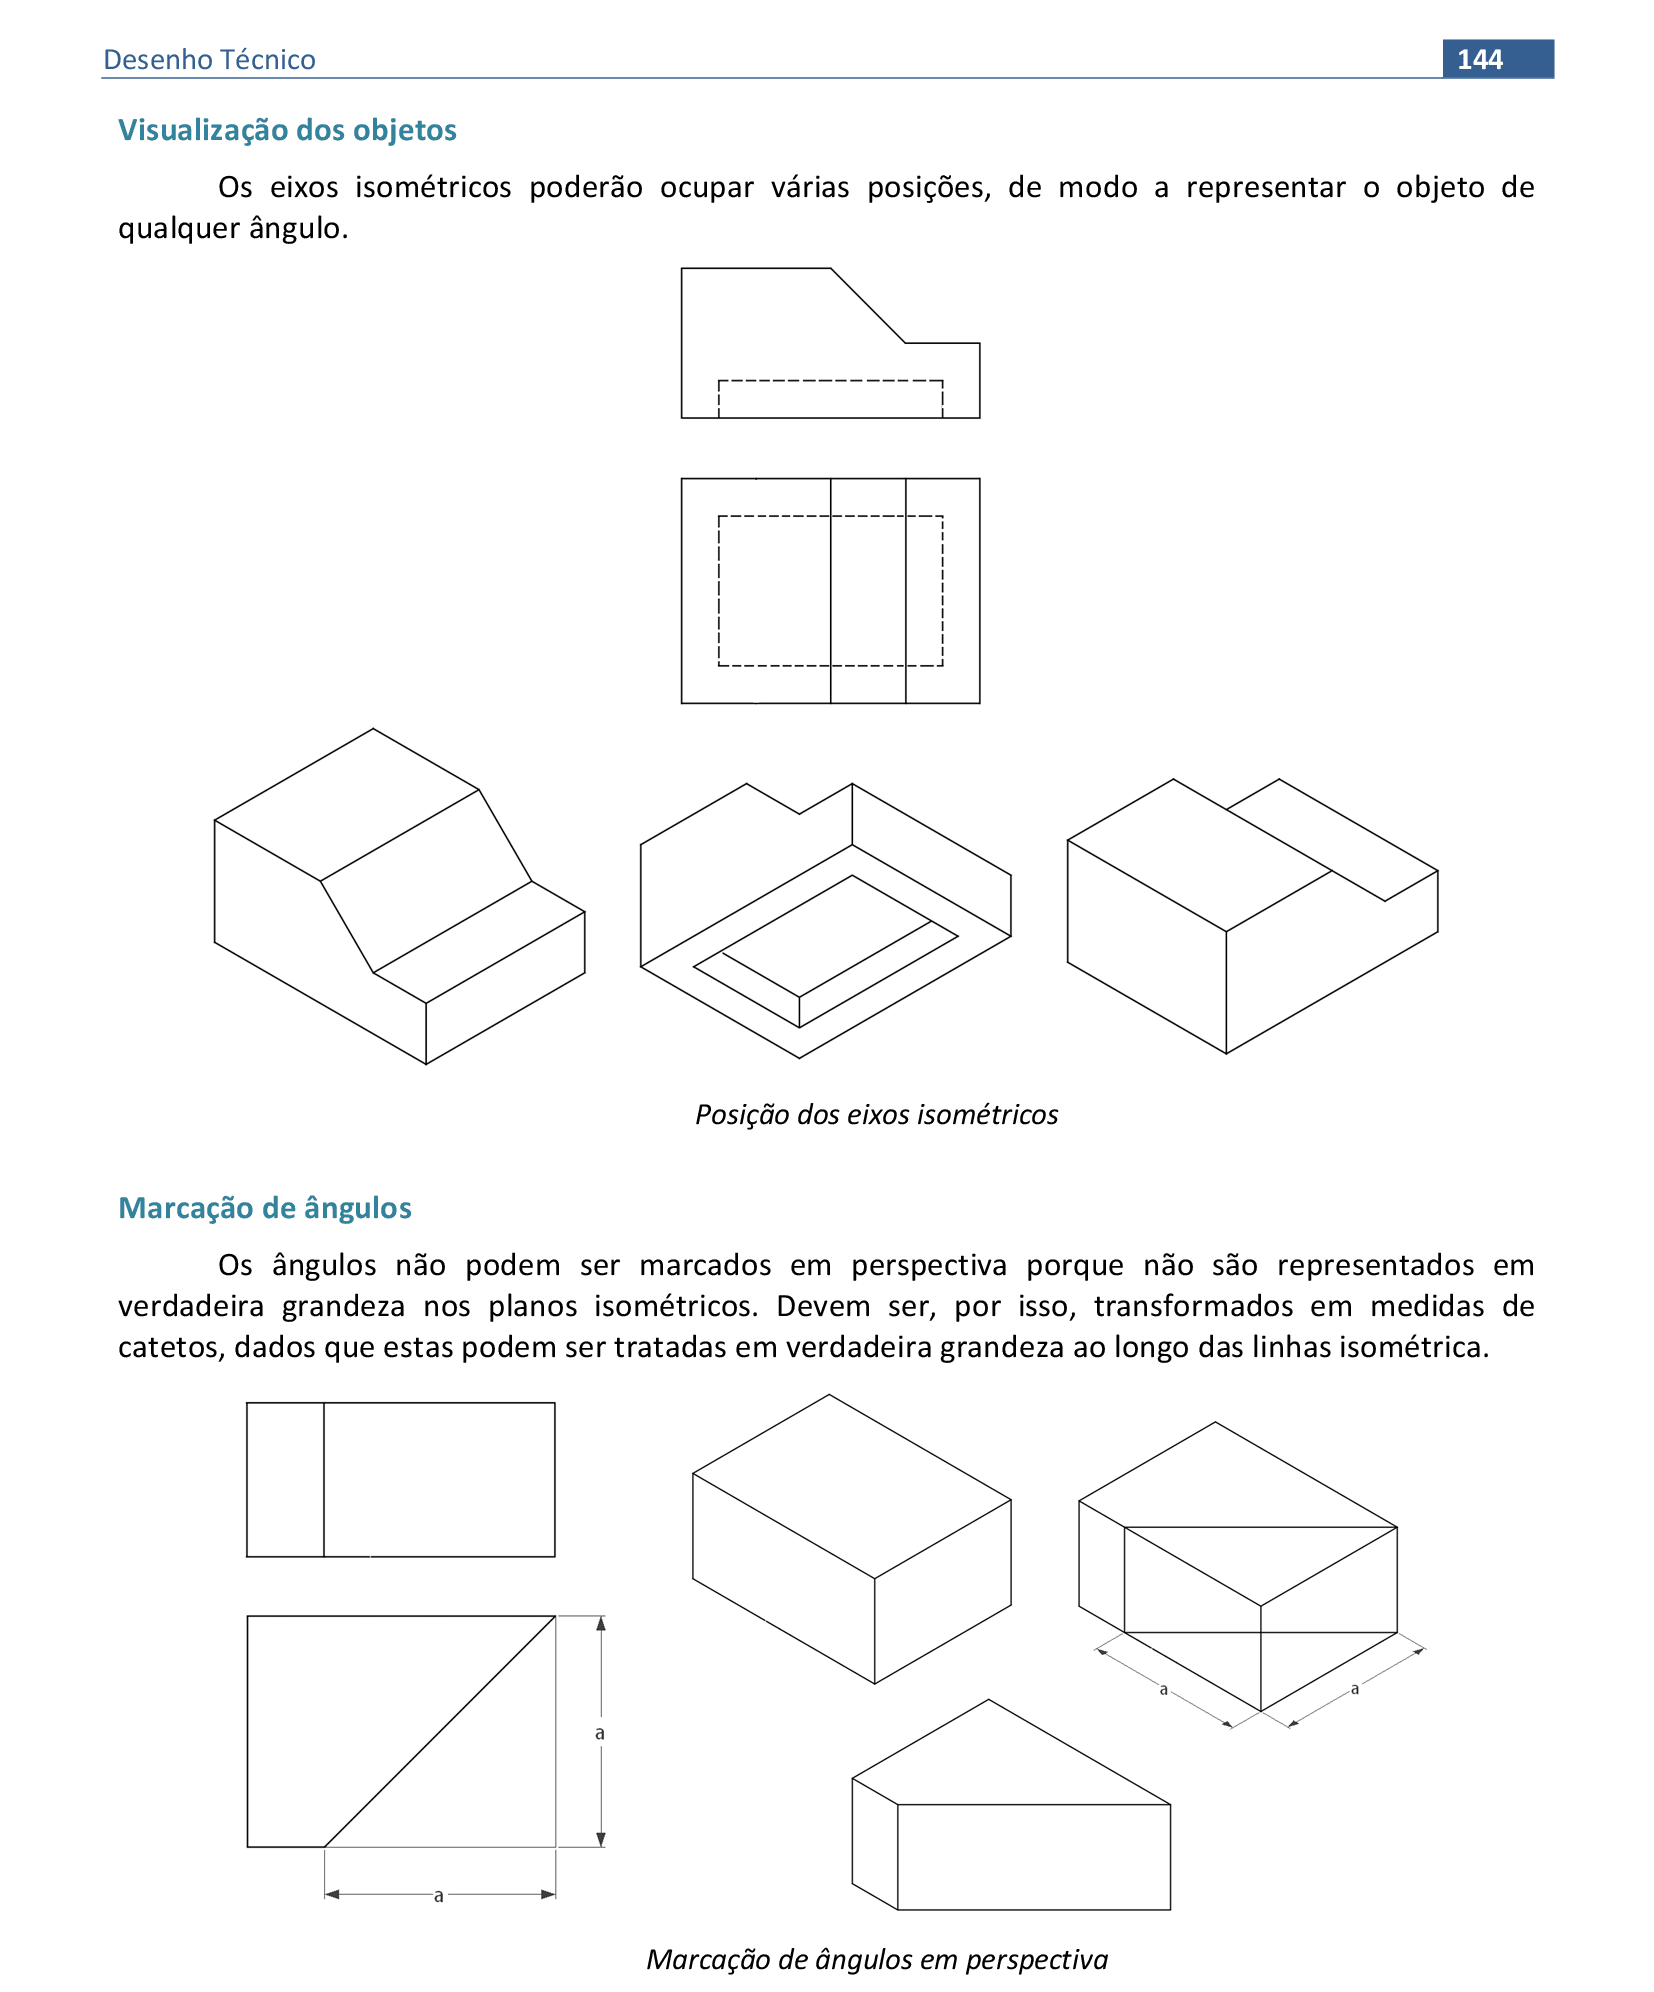 Desenho Técnico
144
Visualização dos objetos
Os eixos isométricos poderão ocupar várias posições, de modo a representar o objeto de
qualquer ângulo.
Posição dos eixos isométricos
Marcação de ângulos
Os ângulos não podem ser marcados em perspectiva porque não são representados em
verdadeira grandeza nos planos isométricos. Devem ser, por isso, transformados em medidas de
catetos, dados que estas podem ser tratadas em verdadeira grandeza ao longo das linhas isométrica.
a
a
a
a
Marcação de ângulos em perspectiva